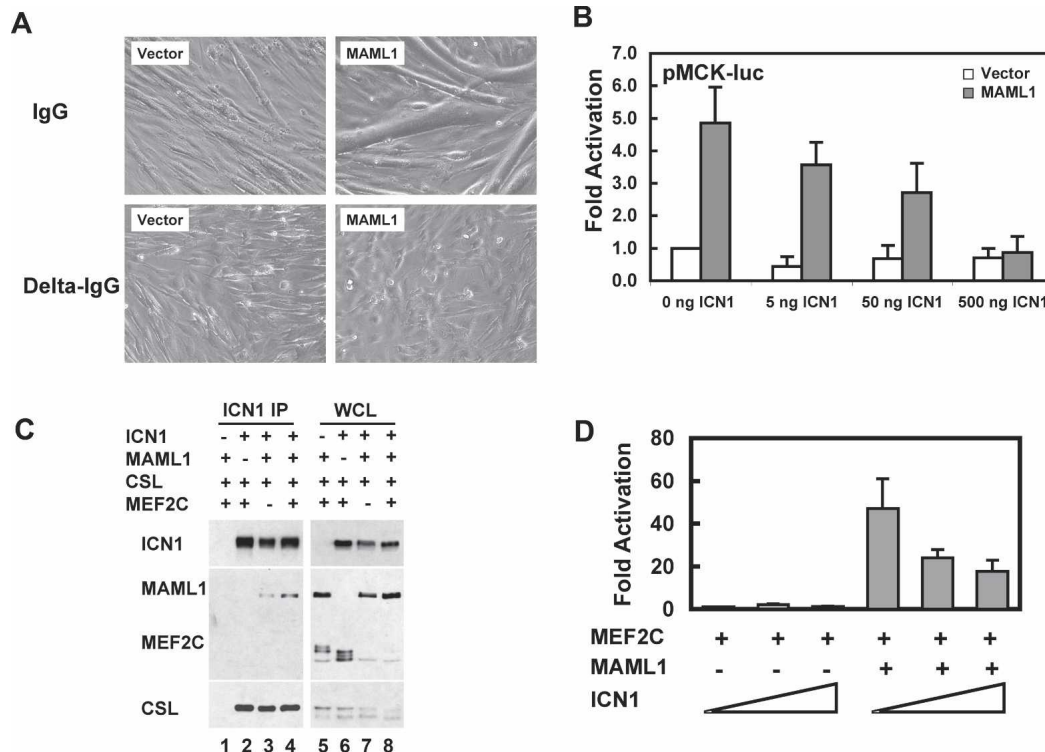 A
Vector
MAML1
IgG
Vector
MAML1
Delta-IgG
B
pMCK-luc
Vector
MAML1
Fold Activation
7.0
6.0
5.0
4.0
3.0
2.0
1.0
0.0
0 ng ICN1 5 ng ICN1 50 ng ICN1 500 ng ICN1
C
ICN1 IP WCL
ICN1 - + + + - + + +
MAML1 + - + + + - + +
CSL + + + + + + + +
MEF2C + + - + + + - +
ICN1
MAML1
MEF2C
CSL
1 2 3 4 5 6 7 8
D
Fold Activation
80
60
40
20
0
MEF2C + + + + + +
MAML1 - - - + + +
ICN1